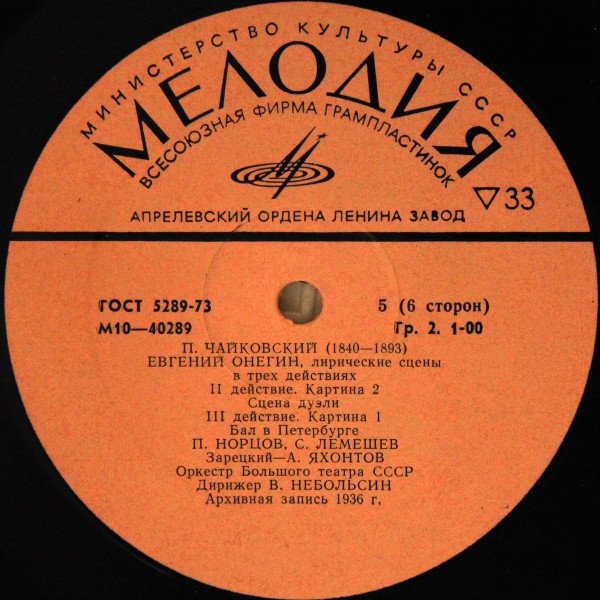 МИНИСТЕРСТВО КУЛЬТУРЫ СССР
МЕЛОДИЯ
ВСЕСОЮЗНАЯ ФИРМА ГРАМПЛАСТИНОК
33
АПРЕЛЕВСКИЙ ОРДЕНА ЛЕНИНА ЗАВОД
ГОСТ 5289-73
5 (6 сторон)
М10—40289
Гр. 2. 1-00
П. ЧАЙКОВСКИЙ (1840—1893)
ЕВГЕНИЙ ОНЕГИН, лирические сцены
в трех действиях
II действие. Картина 2
Сцена дуэли
III действие. Картина 1
Бал в Петербурге
П. НОРЦОВ, С. ЛЕМЕШЕВ
Зарецкий—А. ЯХОНТОВ
Оркестр Большого театра СССР
Дирижер В. НЕБОЛЬСИН
Архивная запись 1936 г.